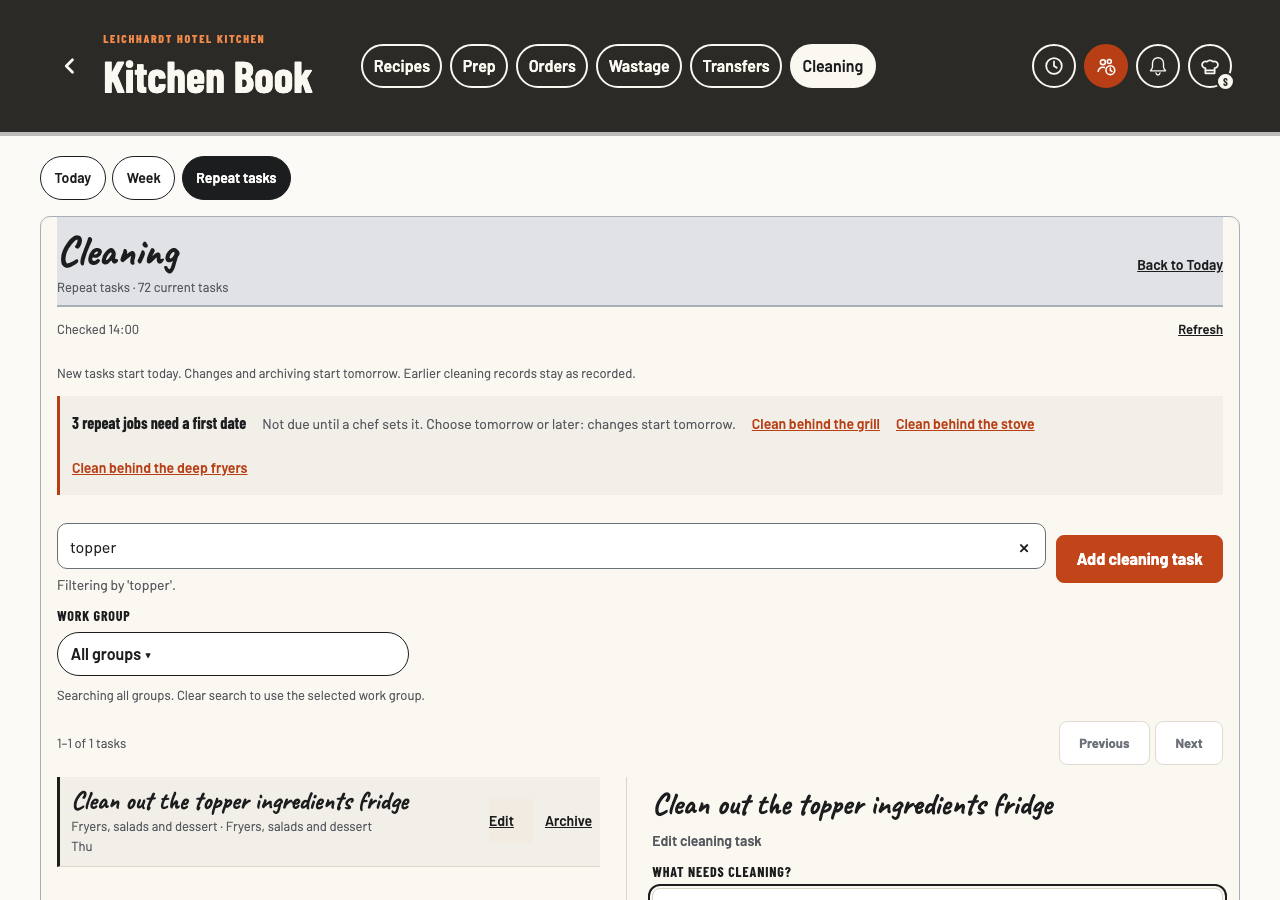 LEICHHARDT HOTEL KITCHEN
Kitchen Book
Recipes
Prep
Orders
Wastage
Transfers
Cleaning
S
Today
Week
Repeat tasks
Cleaning
Back to Today
Repeat tasks · 72 current tasks
Checked 14:00
Refresh
New tasks start today. Changes and archiving start tomorrow. Earlier cleaning records stay as recorded.
3 repeat jobs need a first date Not due until a chef sets it. Choose tomorrow or later: changes start tomorrow. Clean behind the grill Clean behind the stove
Clean behind the deep fryers
topper
×
Add cleaning task
Filtering by 'topper'.
WORK GROUP
All groups ▾
Searching all groups. Clear search to use the selected work group.
1–1 of 1 tasks
Previous
Next
Clean out the topper ingredients fridge
Fryers, salads and dessert · Fryers, salads and dessert
Thu
Edit
Archive
Clean out the topper ingredients fridge
Edit cleaning task
WHAT NEEDS CLEANING?